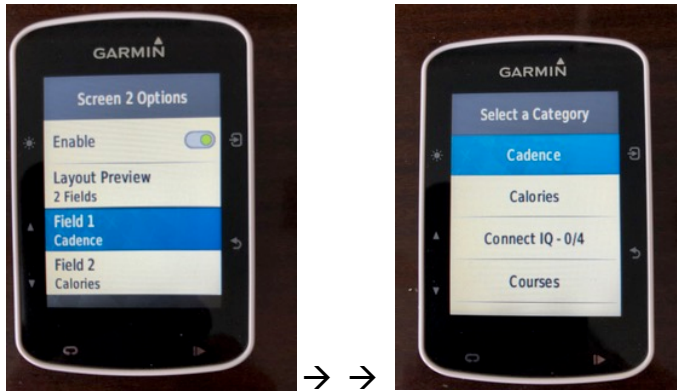 GARMIN
Screen 2 Options
Enable
Layout Preview
2 Fields
Field 1
Cadence
Field 2
Calories
→ →
GARMIN
Select a Category
Cadence
Calories
Connect IQ - 0/4
Courses